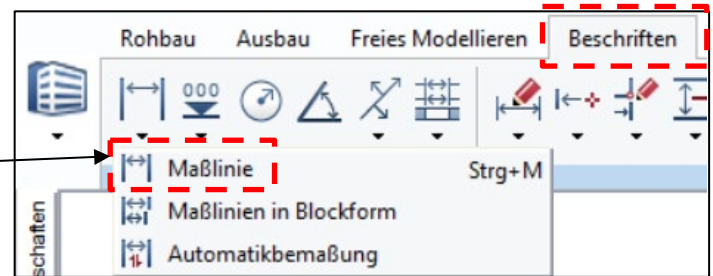 Rohbau Ausbau Freies Modellieren Beschriften
000
Maßlinie Strg+M
Maßlinien in Blockform
Automatikbemaßung
schaften